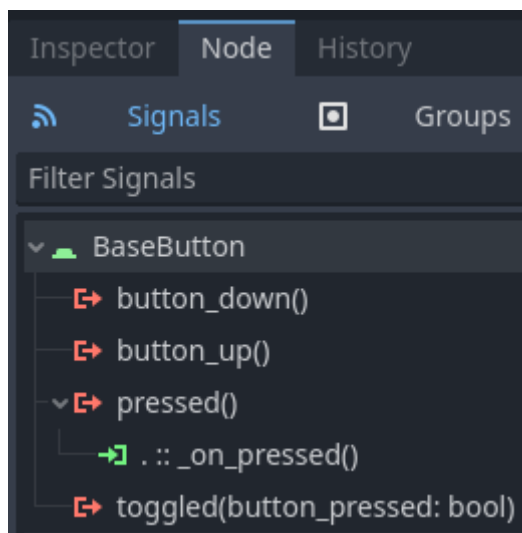 Inspector Node History
Signals Groups
Filter Signals
BaseButton
button_down()
button_up()
pressed()
. :: _on_pressed()
toggled(button_pressed: bool)